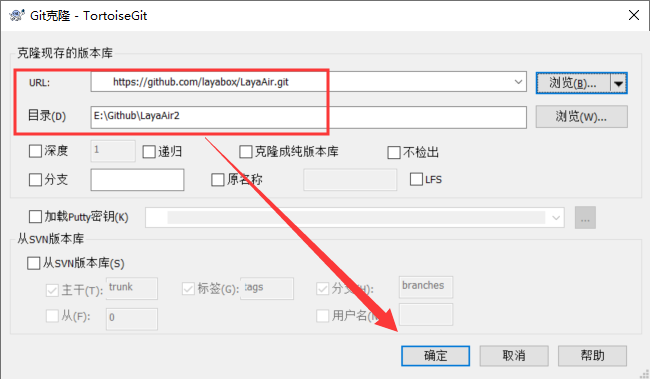 Git克隆 - TortoiseGit
克隆现存的版本库
URL: https://github.com/layabox/LayaAir.git 浏览(B)...
目录(D) E:\Github\LayaAir2 浏览(W)...
深度 1 递归 克隆成纯版本库 不检出
分支 原名称 LFS
加载Putty密钥(K) ...
从SVN版本库
从SVN版本库(S)
主干(T): trunk 标签(G): tags 分支(H): branches
从(F): 0 用户名
确定 取消 帮助